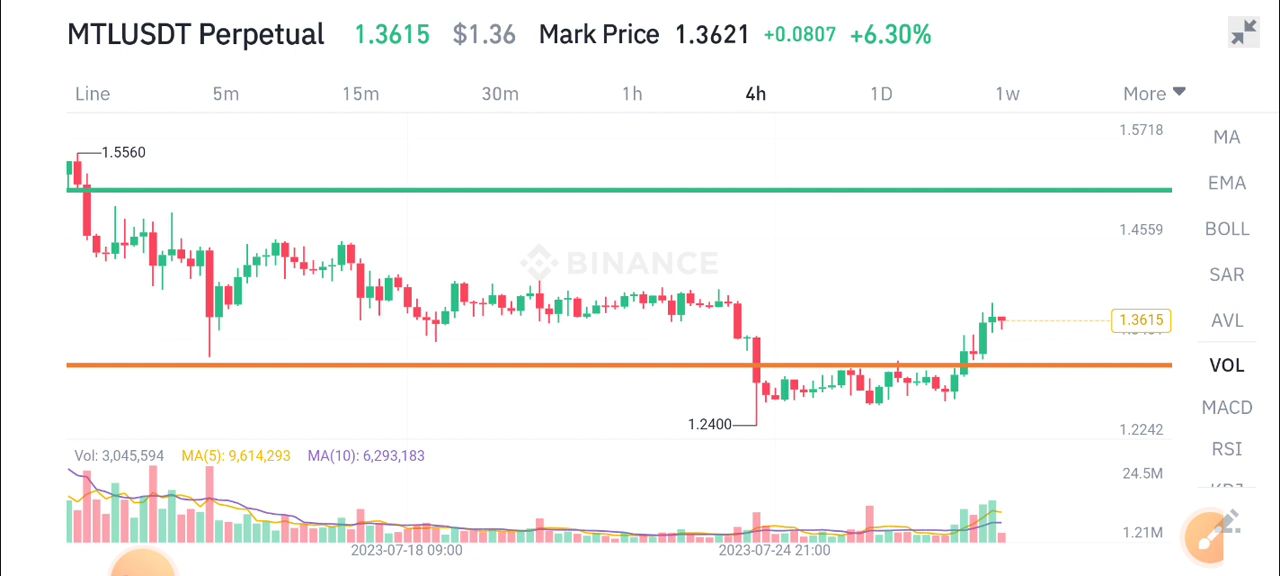 MTLUSDT Perpetual 1.3615 $1.36 Mark Price 1.3621 +0.0807 +6.30%
Line 5m 15m 30m 1h 4h 1D 1w More
1.5718
MA
1.5560
EMA
BOLL
1.4559
BINANCE
SAR
1.3615
AVL
VOL
MACD
1.2400
1.2242
RSI
Vol: 3,045,594 MA(5): 9,614,293 MA(10): 6,293,183
24.5M
1.21M
2023-07-18 09:00 2023-07-24 21:00